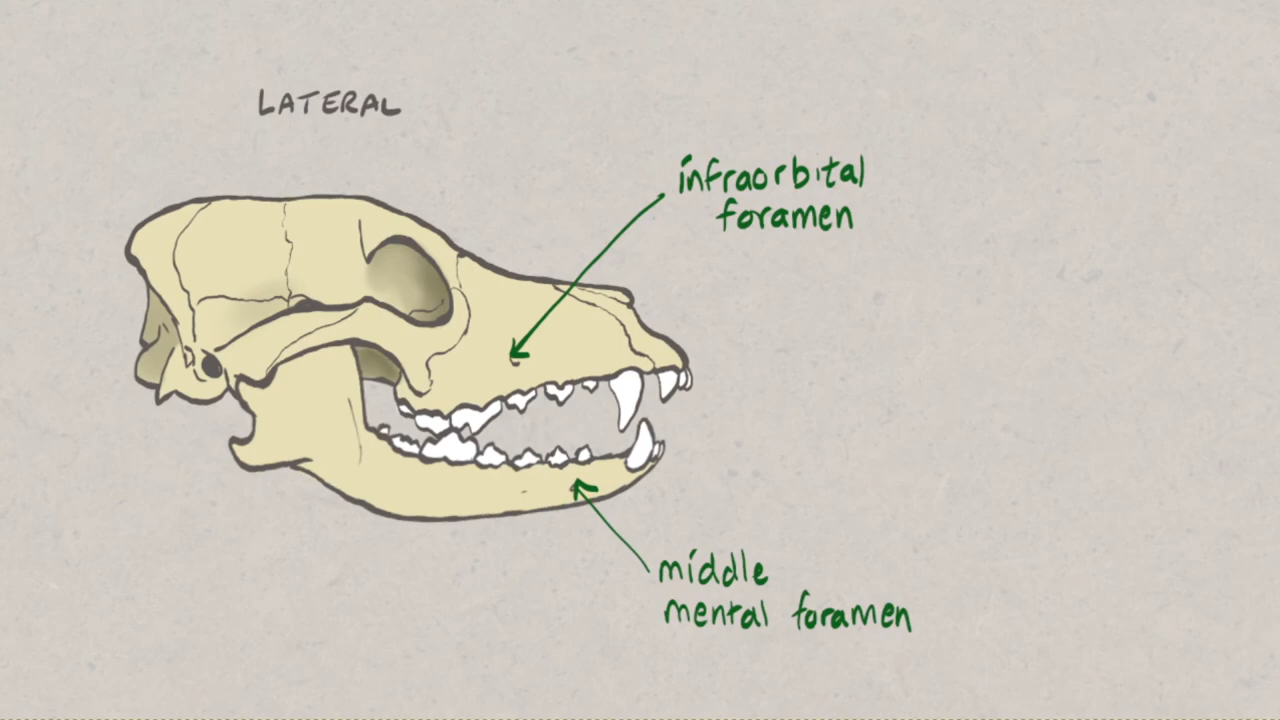 LATERAL
infraorbital
foramen
middle
mental foramen